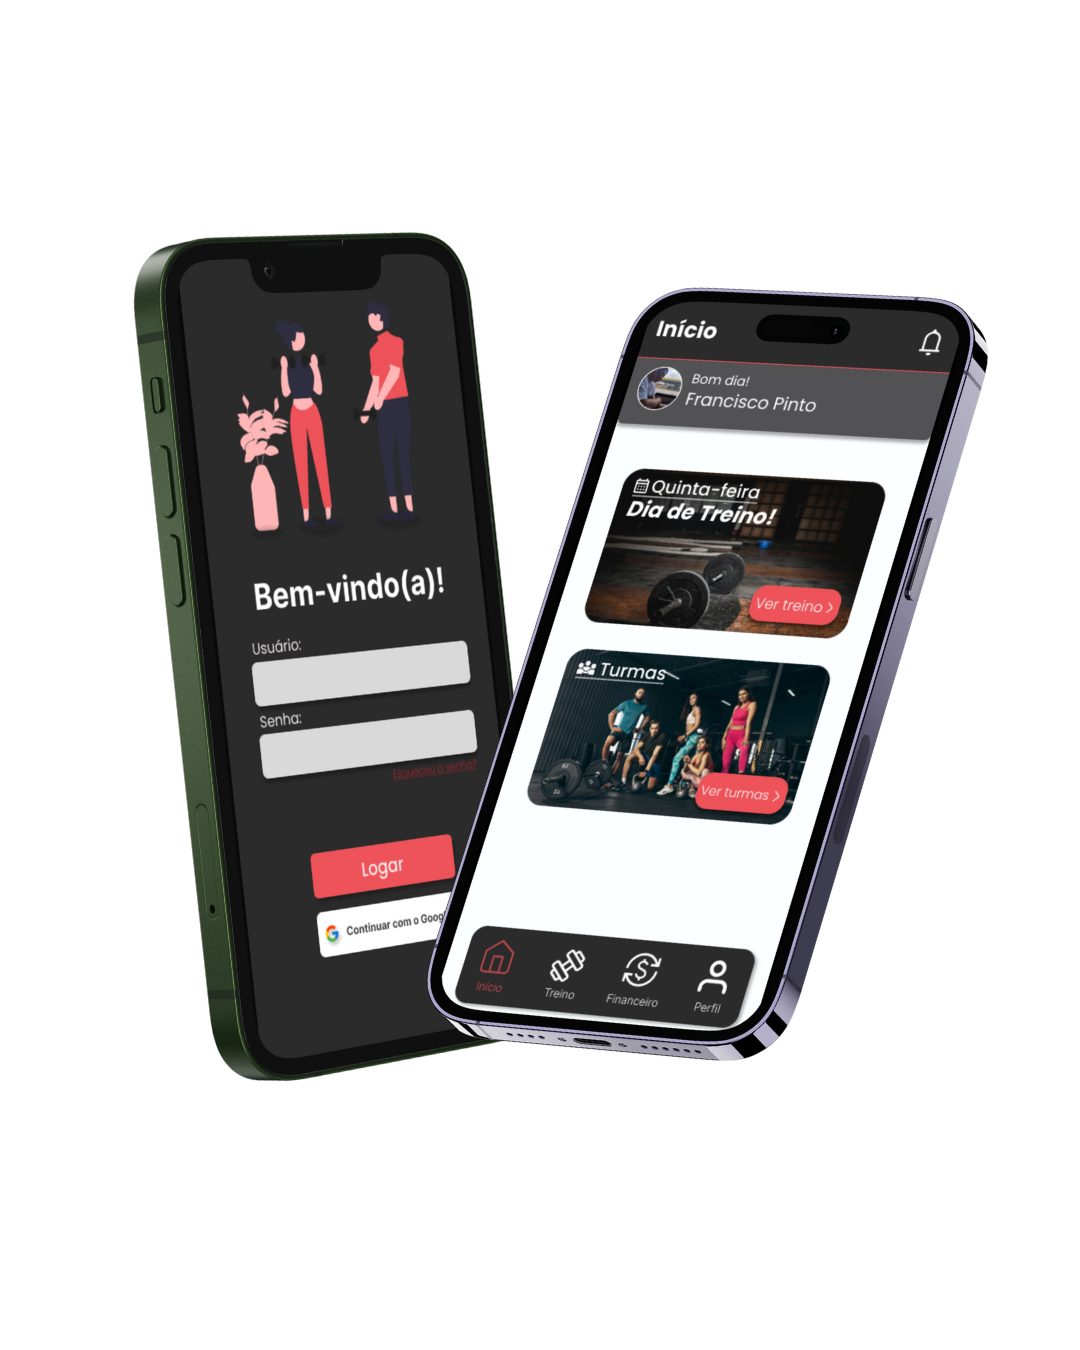 Bem-vindo(a)!
Usuário:
Senha:
Esqueceu a senha?
Logar
Continuar com o Goog
Início
Bom dia!
Francisco Pinto
Quinta-feira
Dia de Treino!
Ver treino >
Turmas
Ver turmas >
Início
Treino
Financeiro
Perfil